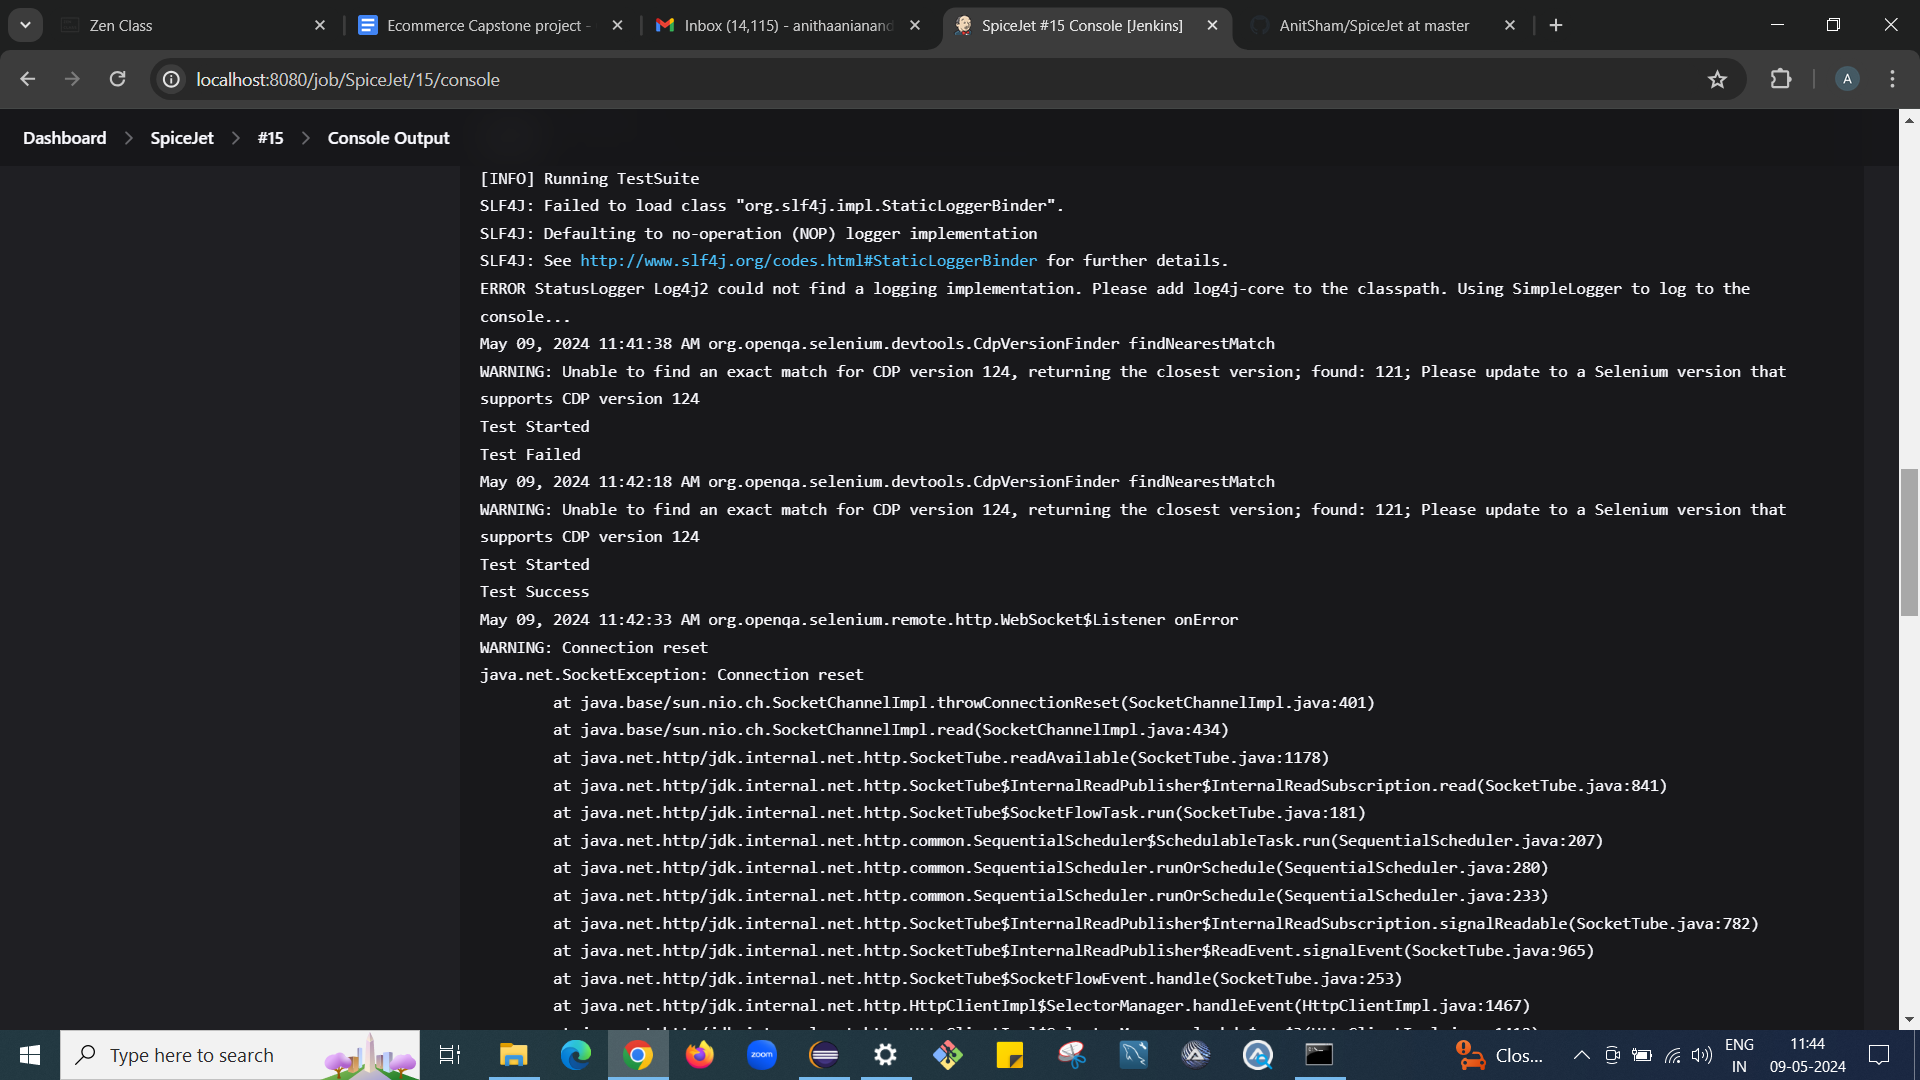 Zen Class
Ecommerce Capstone project -
Inbox (14,115) - anithaanianand
SpiceJet #15 Console [Jenkins]
AnitSham/SpiceJet at master
localhost:8080/job/SpiceJet/15/console
A
Dashboard
SpiceJet
#15
Console Output
[INFO] Running TestSuite
SLF4J: Failed to load class "org.slf4j.impl.StaticLoggerBinder".
SLF4J: Defaulting to no-operation (NOP) logger implementation
SLF4J: See http://www.slf4j.org/codes.html#StaticLoggerBinder for further details.
ERROR StatusLogger Log4j2 could not find a logging implementation. Please add log4j-core to the classpath. Using SimpleLogger to log to the
console...
May 09, 2024 11:41:38 AM org.openqa.selenium.devtools.CdpVersionFinder findNearestMatch
WARNING: Unable to find an exact match for CDP version 124, returning the closest version; found: 121; Please update to a Selenium version that
supports CDP version 124
Test Started
Test Failed
May 09, 2024 11:42:18 AM org.openqa.selenium.devtools.CdpVersionFinder findNearestMatch
WARNING: Unable to find an exact match for CDP version 124, returning the closest version; found: 121; Please update to a Selenium version that
supports CDP version 124
Test Started
Test Success
May 09, 2024 11:42:33 AM org.openqa.selenium.remote.http.WebSocket$Listener onError
WARNING: Connection reset
java.net.SocketException: Connection reset
at java.base/sun.nio.ch.SocketChannelImpl.throwConnectionReset(SocketChannelImpl.java:401)
at java.base/sun.nio.ch.SocketChannelImpl.read(SocketChannelImpl.java:434)
at java.net.http/jdk.internal.net.http.SocketTube.readAvailable(SocketTube.java:1178)
at java.net.http/jdk.internal.net.http.SocketTube$InternalReadPublisher$InternalReadSubscription.read(SocketTube.java:841)
at java.net.http/jdk.internal.net.http.SocketTube$SocketFlowTask.run(SocketTube.java:181)
at java.net.http/jdk.internal.net.http.common.SequentialScheduler$SchedulableTask.run(SequentialScheduler.java:207)
at java.net.http/jdk.internal.net.http.common.SequentialScheduler.runOrSchedule(SequentialScheduler.java:280)
at java.net.http/jdk.internal.net.http.common.SequentialScheduler.runOrSchedule(SequentialScheduler.java:233)
at java.net.http/jdk.internal.net.http.SocketTube$InternalReadPublisher$InternalReadSubscription.signalReadable(SocketTube.java:782)
at java.net.http/jdk.internal.net.http.SocketTube$InternalReadPublisher$ReadEvent.signalEvent(SocketTube.java:965)
at java.net.http/jdk.internal.net.http.SocketTube$SocketFlowEvent.handle(SocketTube.java:253)
at java.net.http/jdk.internal.net.http.HttpClientImpl$SelectorManager.handleEvent(HttpClientImpl.java:1467)
Type here to search
zoom
Clos...
ENG
IN
11:44
09-05-2024